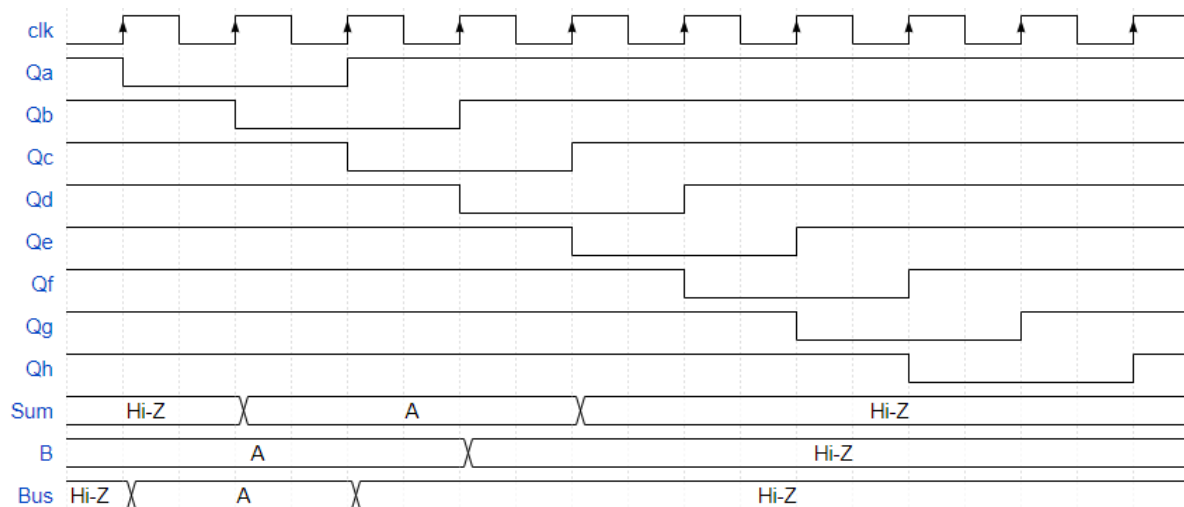 clk
Qa
Qb
Qc
Qd
Qe
Qf
Qg
Qh
Sum Hi-Z A Hi-Z
B A Hi-Z
Bus Hi-Z A Hi-Z